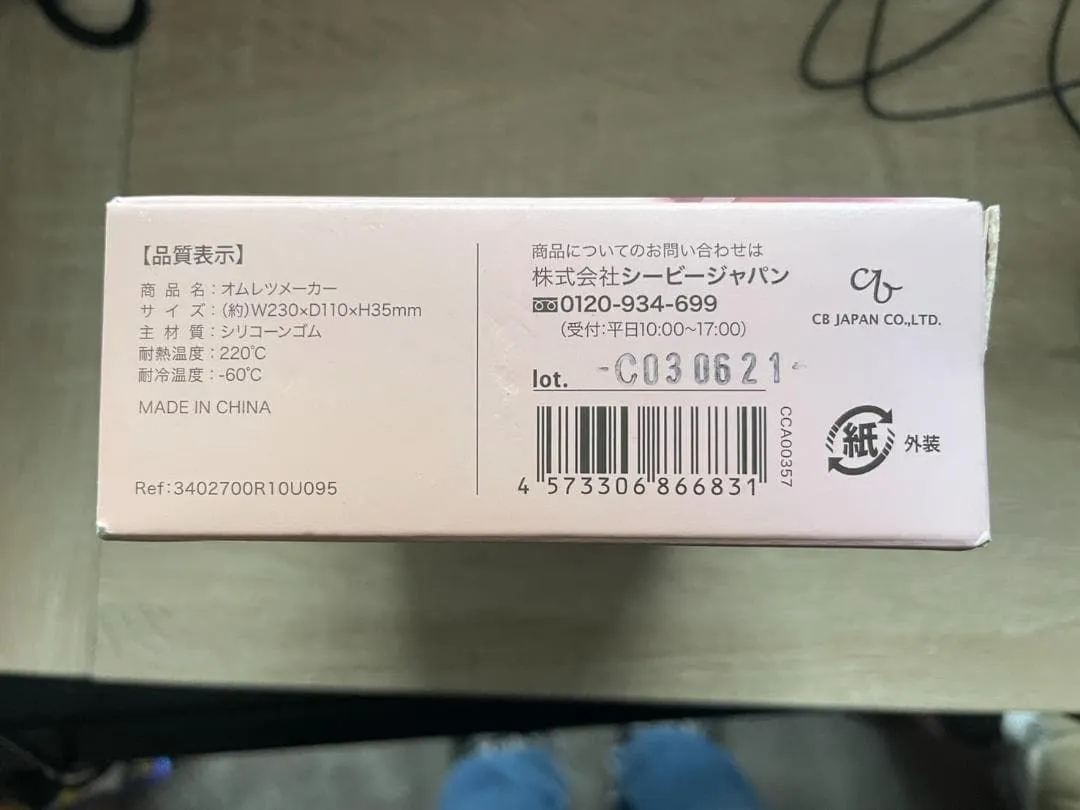 【品質表示】
商品名：オムレツメーカー
サイズ：(約)W230×D110×H35mm
主材質：シリコーンゴム
耐熱温度：220℃
耐冷温度：-60℃
MADE IN CHINA
Ref:3402700R10U095
商品についてのお問い合わせは
株式会社シービージャパン
0120-934-699
(受付:平日10:00~17:00)
lot. -C030621-
4 573306 866831
CCA00357
cb
CB JAPAN CO.,LTD.
紙 外装